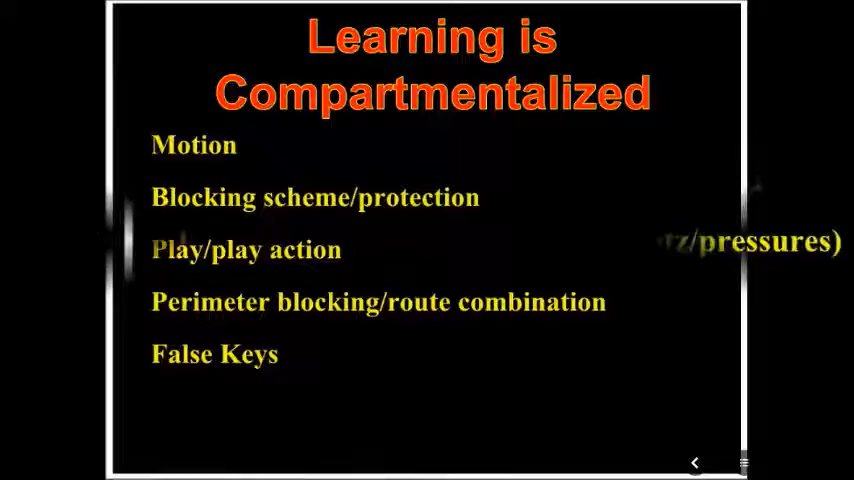 Learning is
Compartmentalized
Motion
Blocking scheme/protection
Play/play action
pressures)
Perimeter blocking/route combination
False Keys